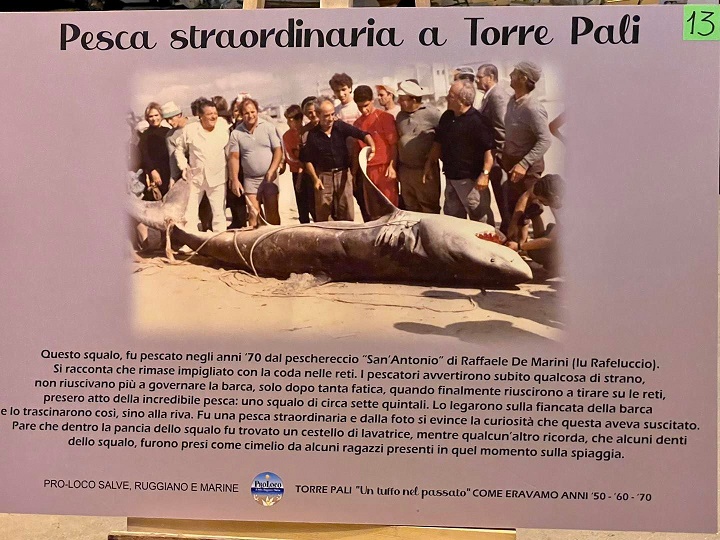 Pesca straordinaria a Torre Pali
13
Questo squalo, fu pescato negli anni '70 dal peschereccio "San'Antonio" di Raffaele De Marini (lu Rafeluccio).
Si racconta che rimase impigliato con la coda nelle reti. I pescatori avvertirono subito qualcosa di strano,
non riuscivano più a governare la barca, solo dopo tanta fatica, quando finalmente riuscirono a tirare su le reti,
presero atto della incredibile pesca: uno squalo di circa sette quintali. Lo legarono sulla fiancata della barca
e lo trascinarono così, sino alla riva. Fu una pesca straordinaria e dalla foto si evince la curiosità che questa aveva suscitato.
Pare che dentro la pancia dello squalo fu trovato un cestello di lavatrice, mentre qualcun'altro ricorda, che alcuni denti
dello squalo, furono presi come cimelio da alcuni ragazzi presenti in quel momento sulla spiaggia.
PRO-LOCO SALVE, RUGGIANO E MARINE
ProLoco
TORRE PALI "Un tuffo nel passato" COME ERAVAMO ANNI '50 - '60 - '70